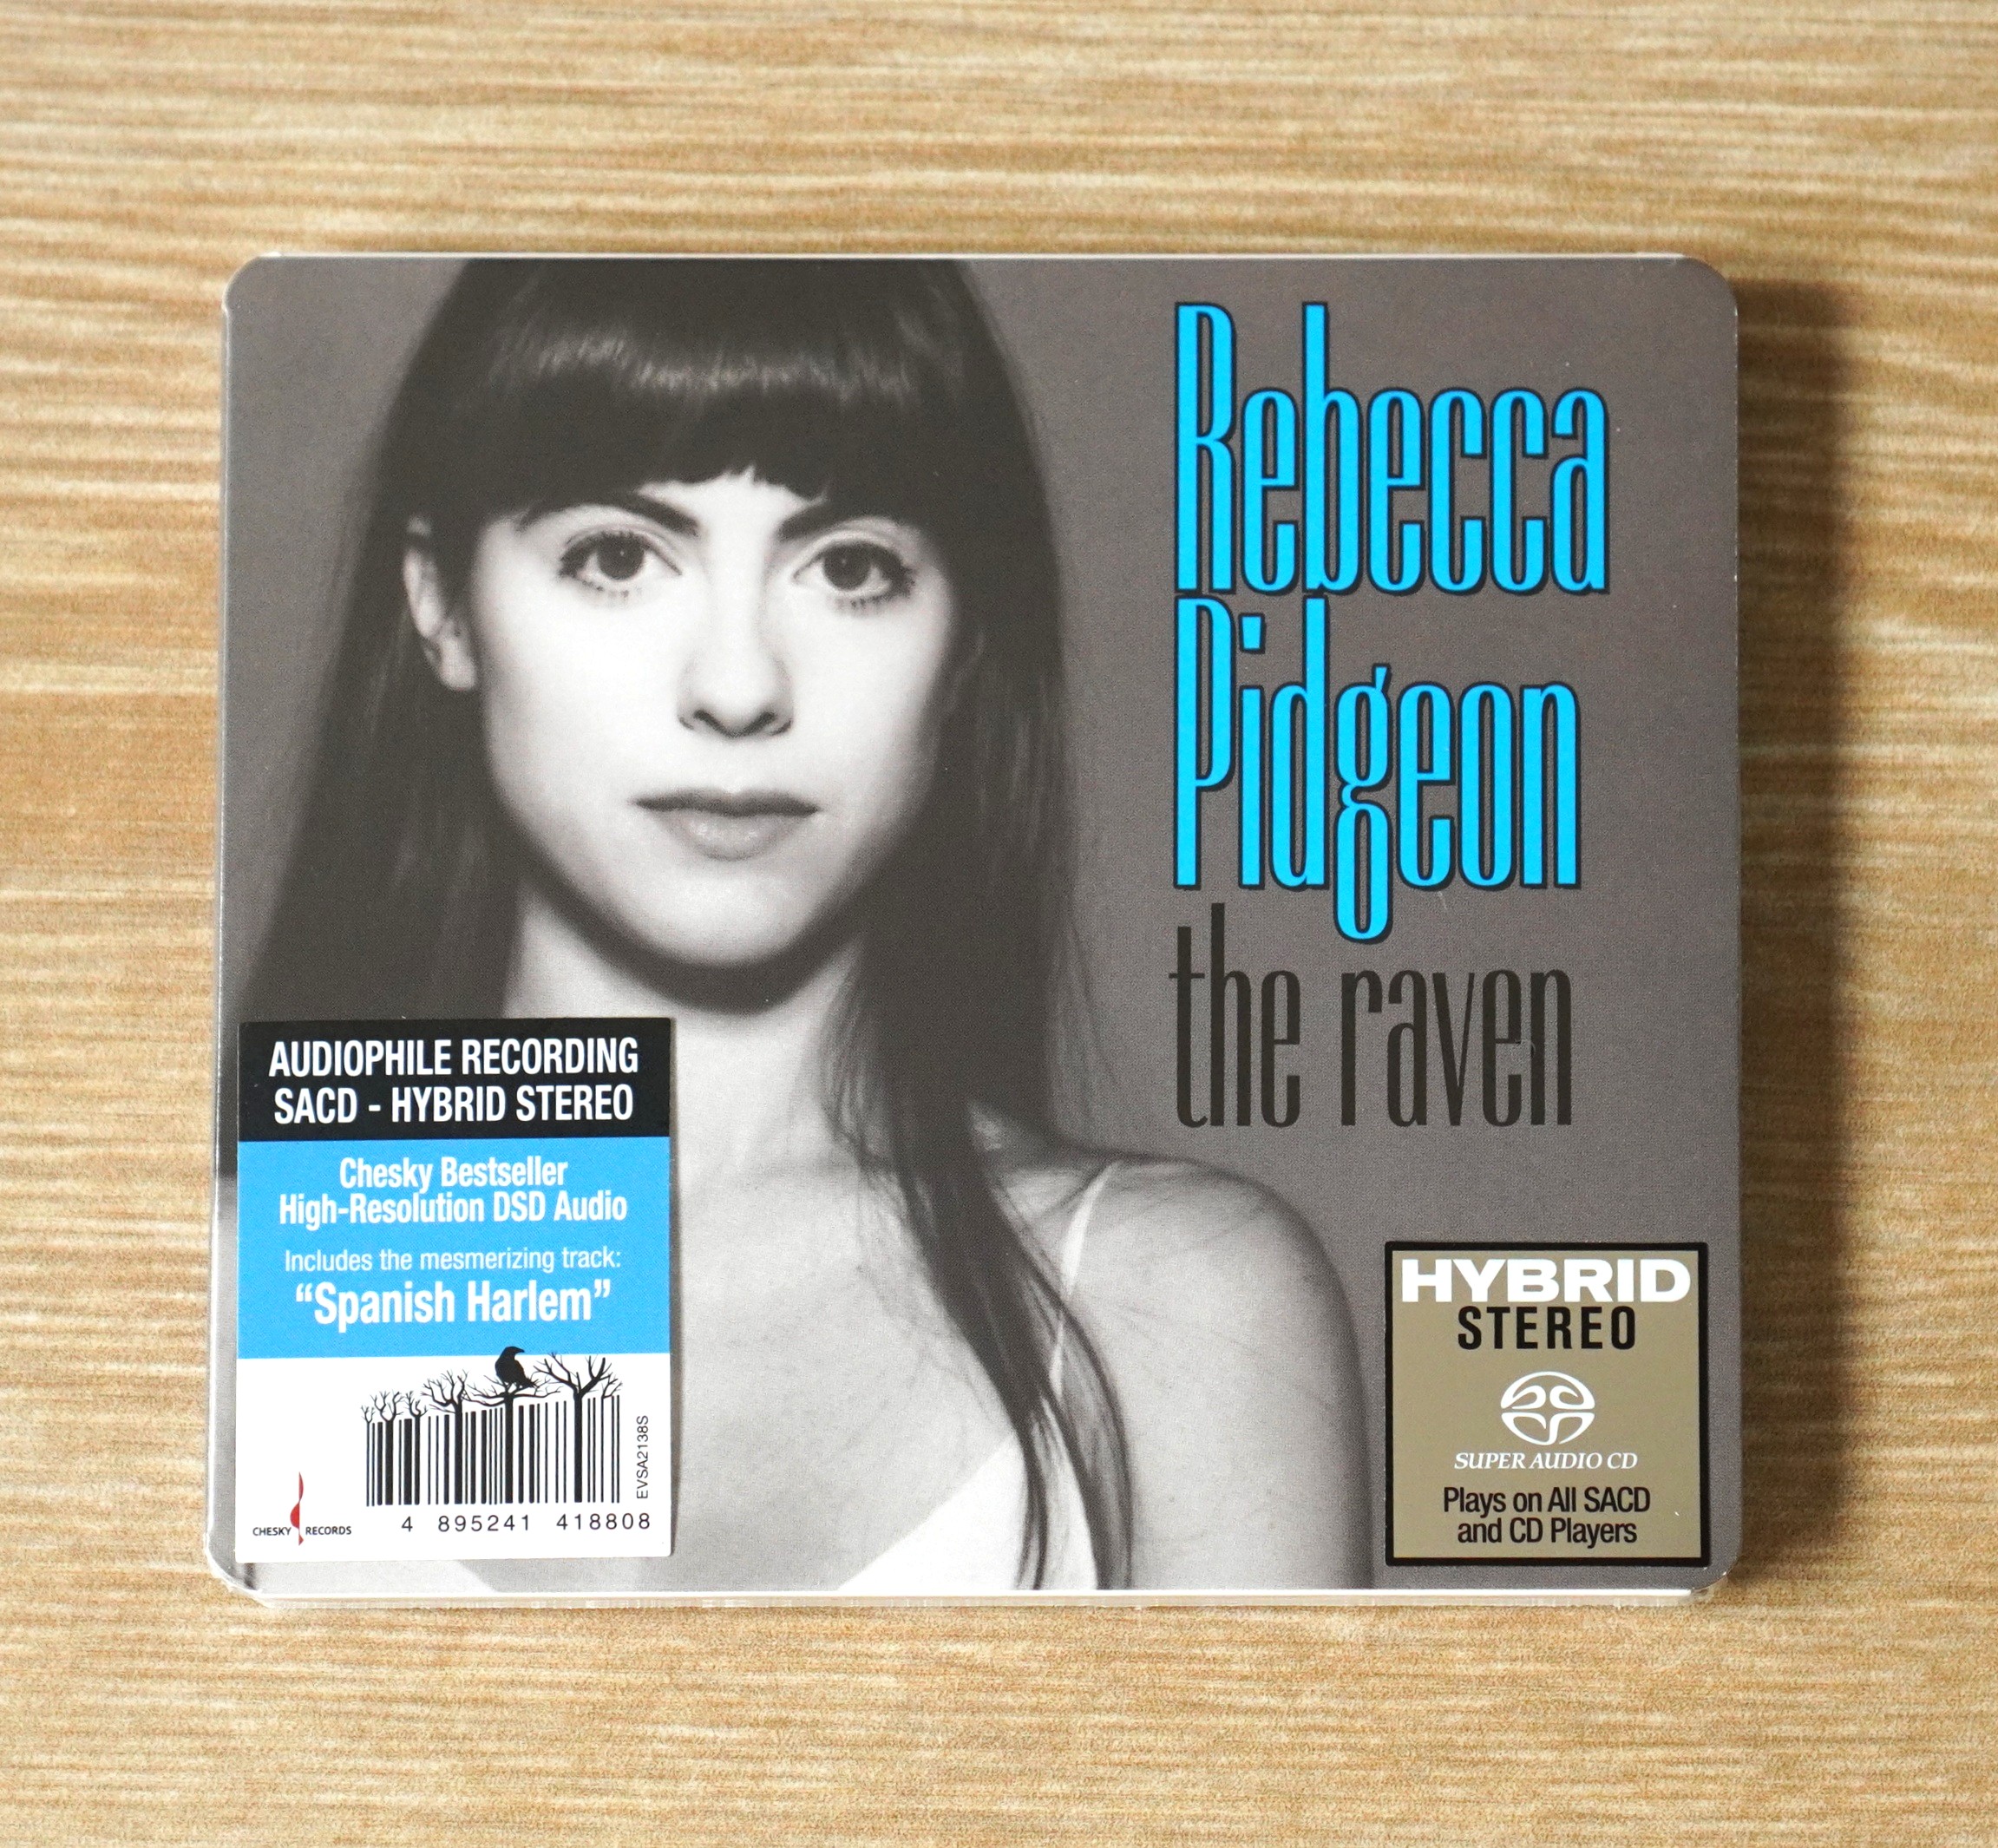 Rebecca
Pidgeon
the raven
AUDIOPHILE RECORDING
SACD - HYBRID STEREO
Chesky Bestseller
High-Resolution DSD Audio
Includes the mesmerizing track:
“Spanish Harlem”
EVSA2138S
CHESKY RECORDS
4 895241 418808
HYBRID
STEREO
SUPER AUDIO CD
Plays on All SACD
and CD Players